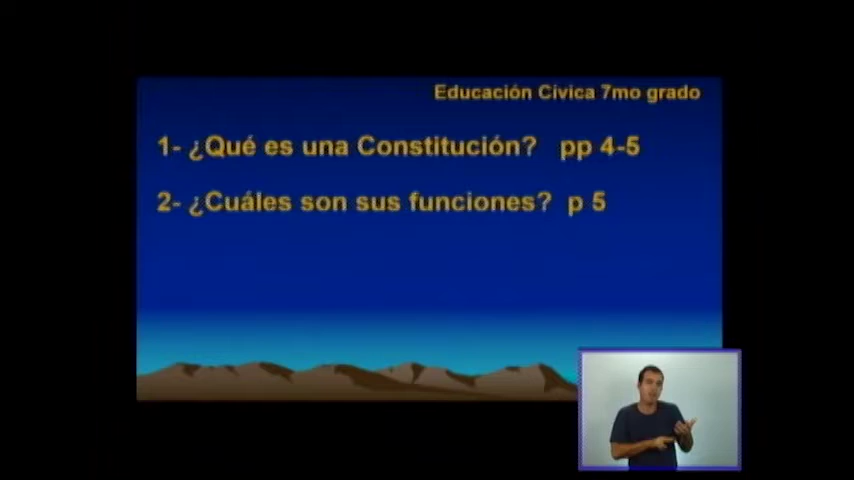 Educación Cívica 7mo grado
1- ¿Qué es una Constitución? pp 4-5
2- ¿Cuáles son sus funciones? p 5